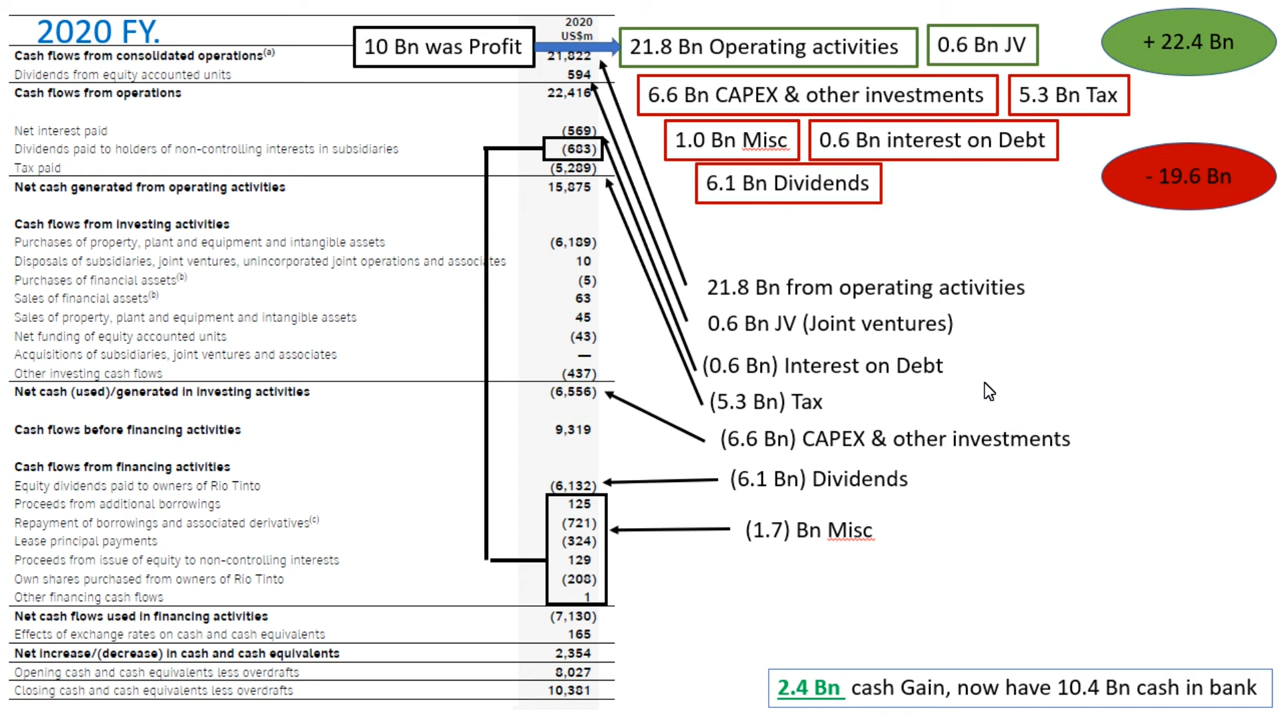 2020 FY.
2020
US$m
Cash flows from consolidated operations(a) 21,822
Dividends from equity accounted units 594
Cash flows from operations 22,416
Net interest paid (569)
Dividends paid to holders of non-controlling interests in subsidiaries (683)
Tax paid (5,289)
Net cash generated from operating activities 15,875
Cash flows from investing activities
Purchases of property, plant and equipment and intangible assets (6,189)
Disposals of subsidiaries, joint ventures, unincorporated joint operations and associates 10
Purchases of financial assets(b) (5)
Sales of financial assets(b) 63
Sales of property, plant and equipment and intangible assets 45
Net funding of equity accounted units (43)
Acquisitions of subsidiaries, joint ventures and associates —
Other investing cash flows (437)
Net cash (used)/generated in investing activities (6,556)
Cash flows before financing activities 9,319
Cash flows from financing activities
Equity dividends paid to owners of Rio Tinto (6,132)
Proceeds from additional borrowings 125
Repayment of borrowings and associated derivatives(c) (721)
Lease principal payments (324)
Proceeds from issue of equity to non-controlling interests 129
Own shares purchased from owners of Rio Tinto (208)
Other financing cash flows 1
Net cash flows used in financing activities (7,130)
Effects of exchange rates on cash and cash equivalents 165
Net increase/(decrease) in cash and cash equivalents 2,354
Opening cash and cash equivalents less overdrafts 8,027
Closing cash and cash equivalents less overdrafts 10,381
10 Bn was Profit
21.8 Bn Operating activities
0.6 Bn JV
+ 22.4 Bn
6.6 Bn CAPEX & other investments
5.3 Bn Tax
1.0 Bn Misc
0.6 Bn interest on Debt
6.1 Bn Dividends
- 19.6 Bn
21.8 Bn from operating activities
0.6 Bn JV (Joint ventures)
(0.6 Bn) Interest on Debt
(5.3 Bn) Tax
(6.6 Bn) CAPEX & other investments
(6.1 Bn) Dividends
(1.7) Bn Misc
2.4 Bn cash Gain, now have 10.4 Bn cash in bank